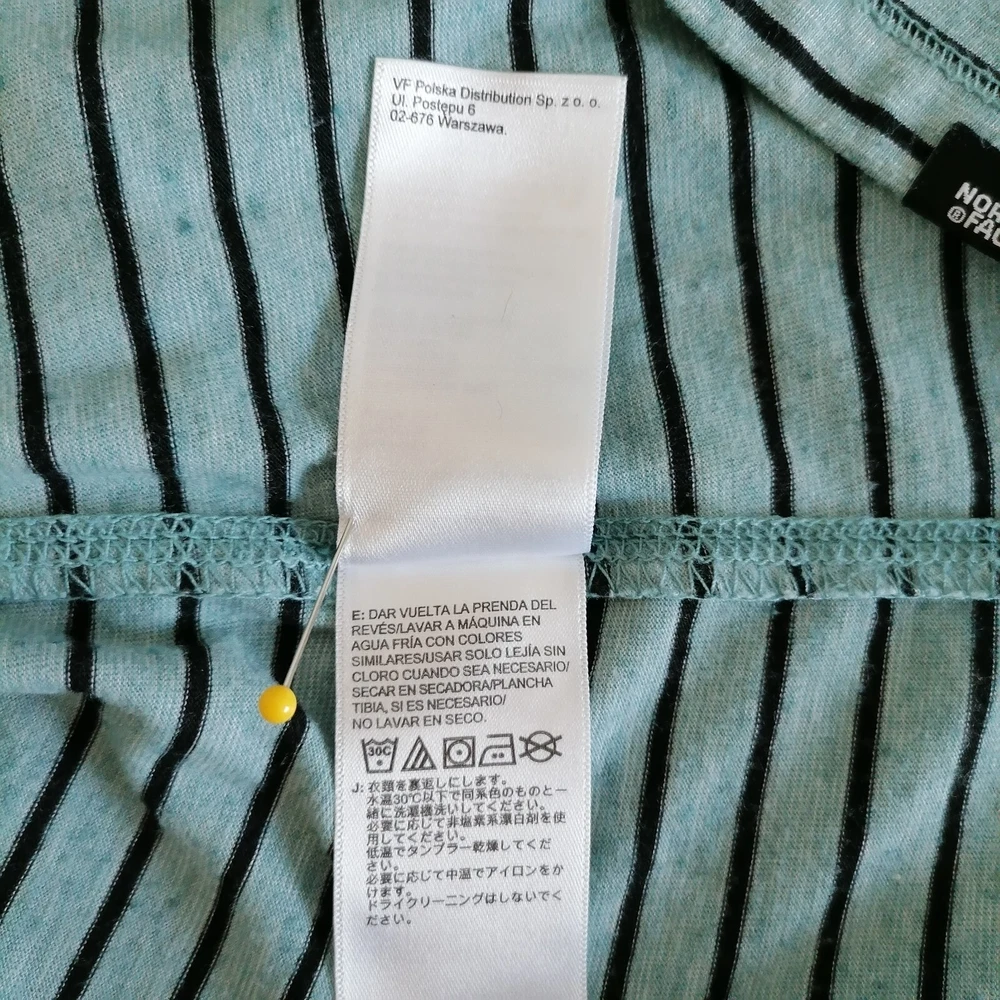 VF Polska Distribution Sp. z o. o.
Ul. Postępu 6
02-676 Warszawa.
NOR
®FA
E: DAR VUELTA LA PRENDA DEL
REVÉS/LAVAR A MÁQUINA EN
AGUA FRÍA CON COLORES
SIMILARES/USAR SOLO LEJÍA SIN
CLORO CUANDO SEA NECESARIO/
SECAR EN SECADORA/PLANCHA
TIBIA, SI ES NECESARIO/
NO LAVAR EN SECO.
30C
J: 衣類を裏返しにします。
水温30℃以下で同系色のものと一
緒に洗濯機洗いしてください。
必要に応じて非塩素系漂白剤を使
用してください。
低温でタンブラー乾燥してくだ
さい。
必要に応じて中温でアイロンをか
けます。
ドライクリーニングはしないでく
ださい。